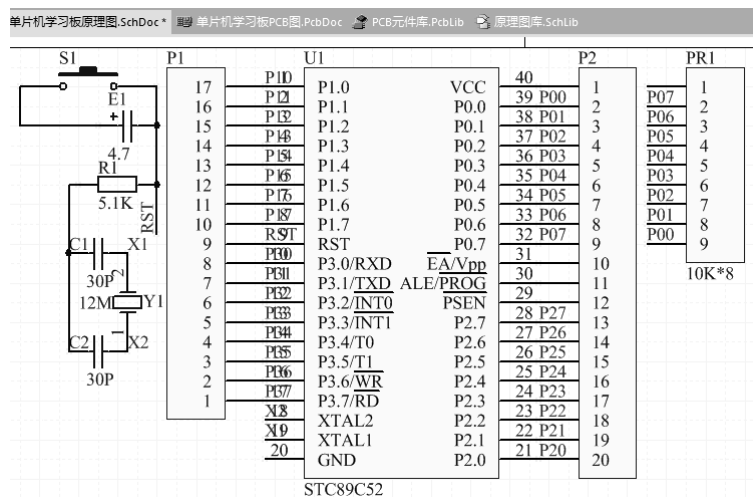 单片机学习板原理图.SchDoc * 单片机学习板PCB图.PcbDoc PCB元件库.PcbLib 原理图库.SchLib
S1 P1 U1 P2 PR1
17 P1.0 VCC 40 1 1
E1 16 P1.1 P0.0 39 P00 2 P07 2
+ 15 P1.2 P0.1 38 P01 3 P06 3
14 P1.3 P0.2 37 P02 4 P05 4
4.7 13 P1.4 P0.3 36 P03 5 P04 5
R1 12 P1.5 P0.4 35 P04 6 P03 6
5.1K 11 P1.6 P0.5 34 P05 7 P02 7
RST 10 P1.7 P0.6 33 P06 8 P01 8
C1 X1 9 RST P0.7 32 P07 9 P00 9
8 P3.0/RXD EA/Vpp 31 10
30P 2 7 P3.1/TXD ALE/PROG 30 11 10K*8
12M Y1 6 P3.2/INT0 PSEN 29 12
1 5 P3.3/INT1 P2.7 28 P27 13
C2 X2 4 P3.4/T0 P2.6 27 P26 14
3 P3.5/T1 P2.5 26 P25 15
30P 2 P3.6/WR P2.4 25 P24 16
1 P3.7/RD P2.3 24 P23 17
XTAL2 P2.2 23 P22 18
XTAL1 P2.1 22 P21 19
20 GND P2.0 21 P20 20
STC89C52